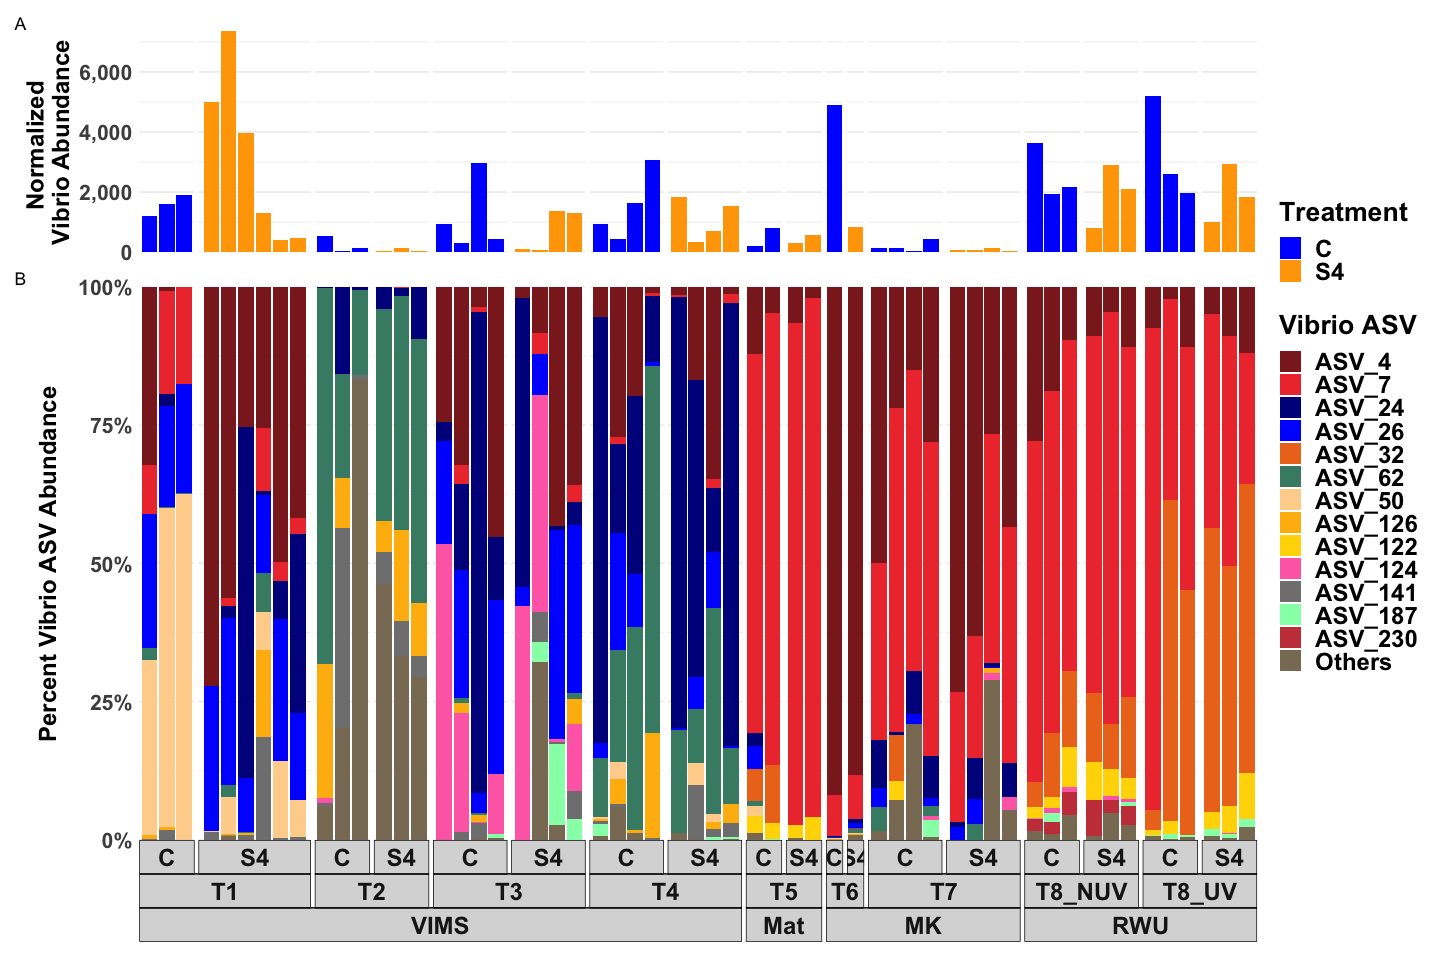 A
Normalized
Vibrio Abundance
6,000
4,000
2,000
0
Treatment
C
S4
B
Percent Vibrio ASV Abundance
100%
75%
50%
25%
0%
Vibrio ASV
ASV_4
ASV_7
ASV_24
ASV_26
ASV_32
ASV_62
ASV_50
ASV_126
ASV_122
ASV_124
ASV_141
ASV_187
ASV_230
Others
C S4 C S4 C S4 C S4 C S4 C S4 C S4 C S4 C S4
T1 T2 T3 T4 T5 T6 T7 T8_NUV T8_UV
VIMS Mat MK RWU